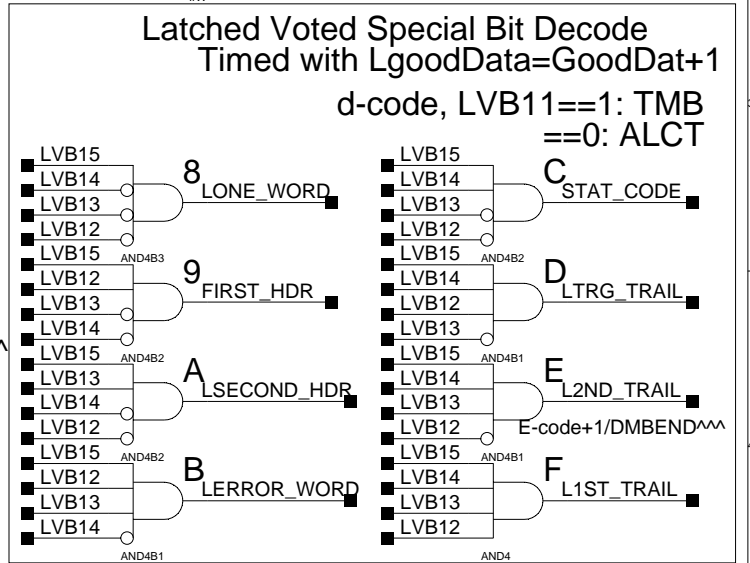 Latched Voted Special Bit Decode
Timed with LgoodData=GoodDat+1
d-code, LVB11==1: TMB
==0: ALCT
LVB15
LVB14
LVB13
LVB12
8
LONE_WORD
AND4B3
LVB15
LVB12
LVB13
LVB14
9
FIRST_HDR
AND4B2
LVB15
LVB13
LVB14
LVB12
A
LSECOND_HDR
AND4B2
LVB15
LVB12
LVB13
LVB14
B
LERROR_WORD
AND4B1
LVB15
LVB14
LVB13
LVB12
C
STAT_CODE
AND4B2
LVB15
LVB14
LVB12
LVB13
D
LTRG_TRAIL
AND4B1
LVB15
LVB14
LVB13
LVB12
E
L2ND_TRAIL
E-code+1/DMBEND^^^
AND4B1
LVB15
LVB14
LVB13
LVB12
F
L1ST_TRAIL
AND4